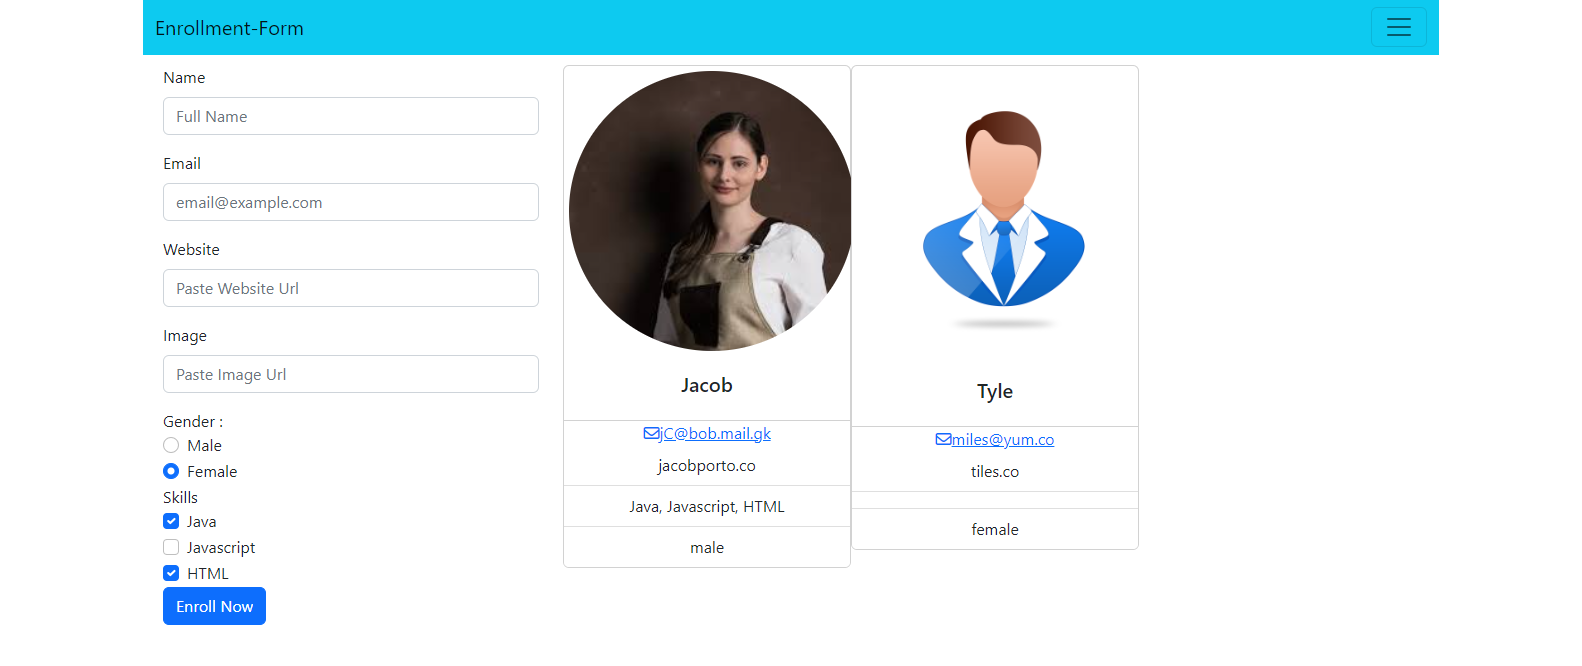 Enrollment-Form
Name
Full Name
Email
email@example.com
Website
Paste Website Url
Image
Paste Image Url
Gender :
Male
Female
Skills
Java
Javascript
HTML
Enroll Now
Jacob
jC@bob.mail.gk
jacobporto.co
Java, Javascript, HTML
male
Tyle
miles@yum.co
tiles.co
female